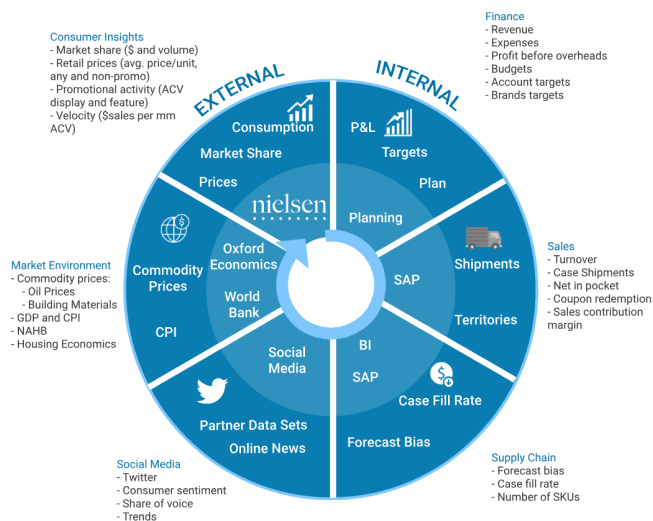 Finance
- Revenue
- Expenses
- Profit before overheads
- Budgets
- Account targets
- Brands targets
Consumer Insights
- Market share ($ and volume)
- Retail prices (avg. price/unit,
any and non-promo)
- Promotional activity (ACV
display and feature)
- Velocity ($sales per mm
ACV)
EXTERNAL
INTERNAL
Consumption
Market Share
Prices
nielsen
P&L
Targets
Plan
Planning
Commodity
Prices
CPI
Oxford
Economics
World
Bank
SAP
Shipments
Territories
Market Environment
- Commodity prices:
- Oil Prices
- Building Materials
- GDP and CPI
- NAHB
- Housing Economics
Sales
- Turnover
- Case Shipments
- Net in pocket
- Coupon redemption
- Sales contribution
margin
Social
Media
Partner Data Sets
Online News
BI
SAP
Case Fill Rate
Forecast Bias
Social Media
- Twitter
- Consumer sentiment
- Share of voice
- Trends
Supply Chain
- Forecast bias
- Case fill rate
- Number of SKUs